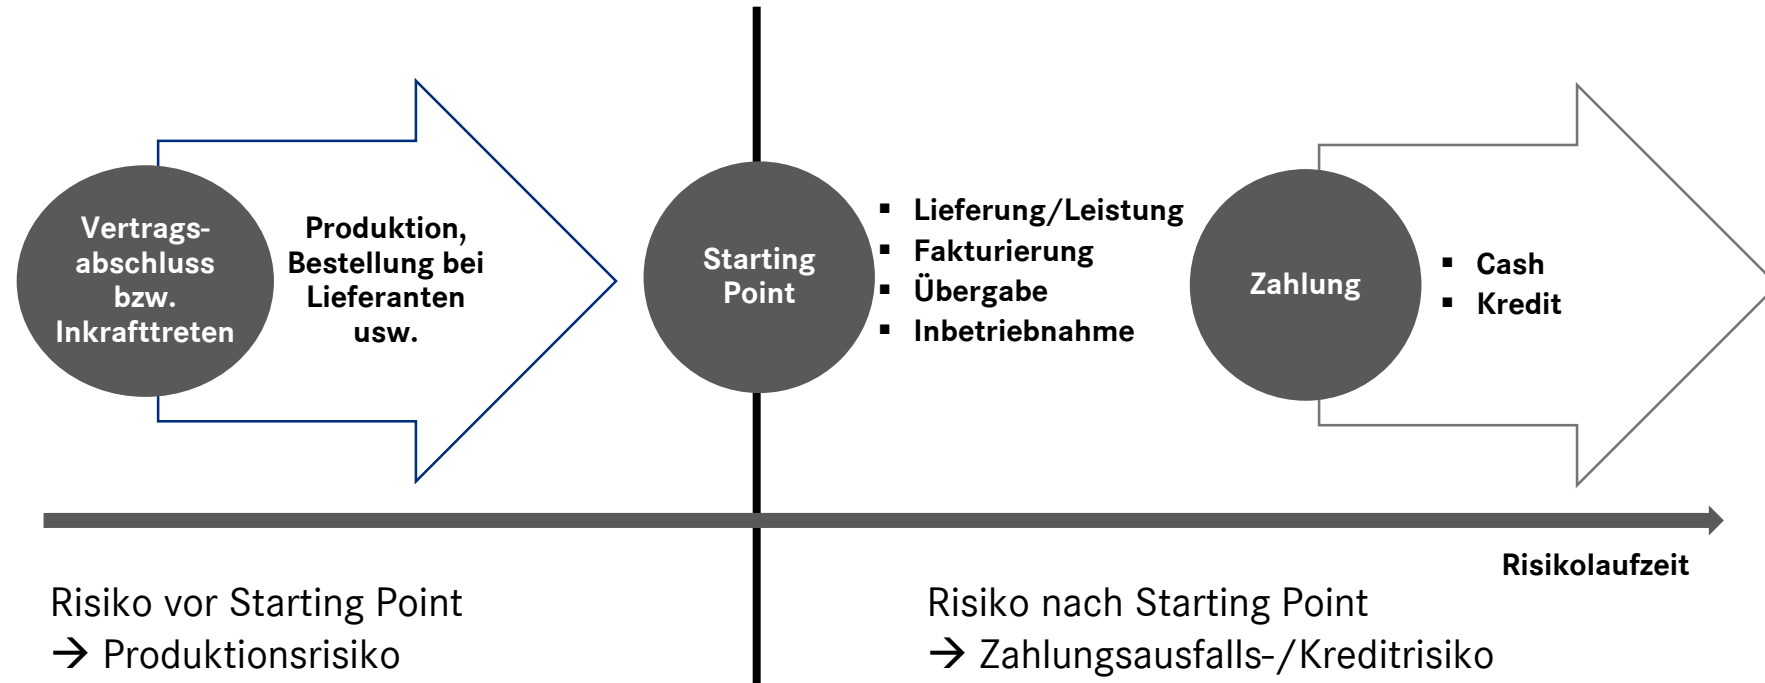 Vertrags-
abschluss
bzw.
Inkrafttreten
Produktion,
Bestellung bei
Lieferanten
usw.
Starting
Point
▪ Lieferung/Leistung
▪ Fakturierung
▪ Übergabe
▪ Inbetriebnahme
Zahlung
▪ Cash
▪ Kredit
Risikolaufzeit
Risiko vor Starting Point
→ Produktionsrisiko
Risiko nach Starting Point
→ Zahlungsausfalls-/Kreditrisiko